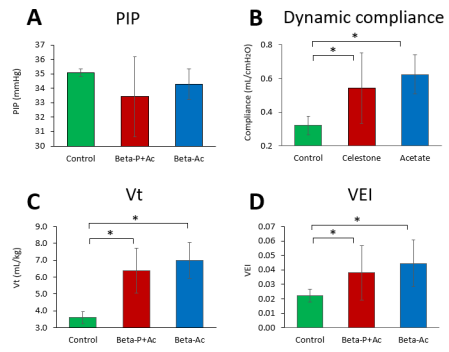 A PIP
37
36
35
34
33
32
31
30
PIP (mmHg)
Control Beta-P+Ac Beta-Ac
B Dynamic compliance
*
*
0.8
0.6
0.4
0.2
Compliance (mL/cmH2O)
Control Celestone Acetate
C Vt
*
*
9.0
8.0
7.0
6.0
5.0
4.0
3.0
Vt (mL/kg)
Control Beta-P+Ac Beta-Ac
D VEI
*
*
0.07
0.06
0.05
0.04
0.03
0.02
0.01
0.00
VEI
Control Beta-P+Ac Beta-Ac